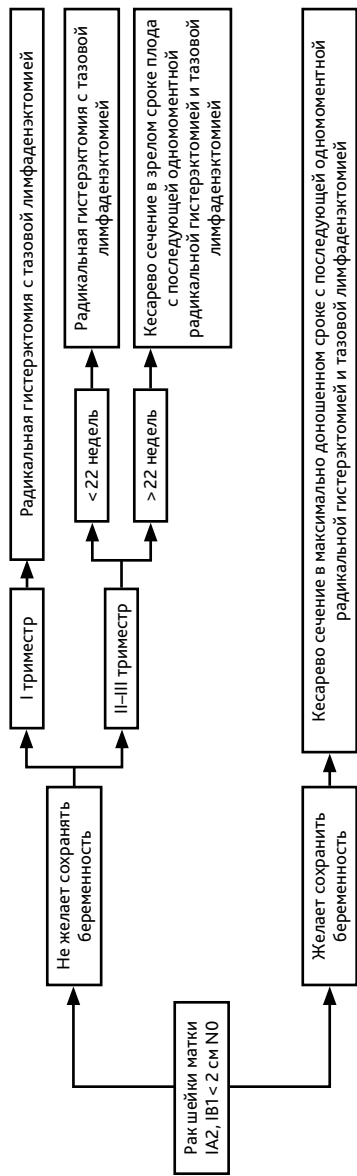 Рак шейки матки
IA2, IB1 < 2 см N0
Не желает сохранять
беременность
I триместр
Радикальная гистерэктомия с тазовой лимфаденэктомией
II–III триместр
< 22 недель
Радикальная гистерэктомия с тазовой
лимфаденэктомией
> 22 недель
Кесарево сечение в зрелом сроке плода
с последующей одномоментной
радикальной гистерэктомией и тазовой
лимфаденэктомией
Желает сохранить
беременность
Кесарево сечение в максимально доношенном сроке с последующей одномоментной
радикальной гистерэктомией и тазовой лимфаденэктомией